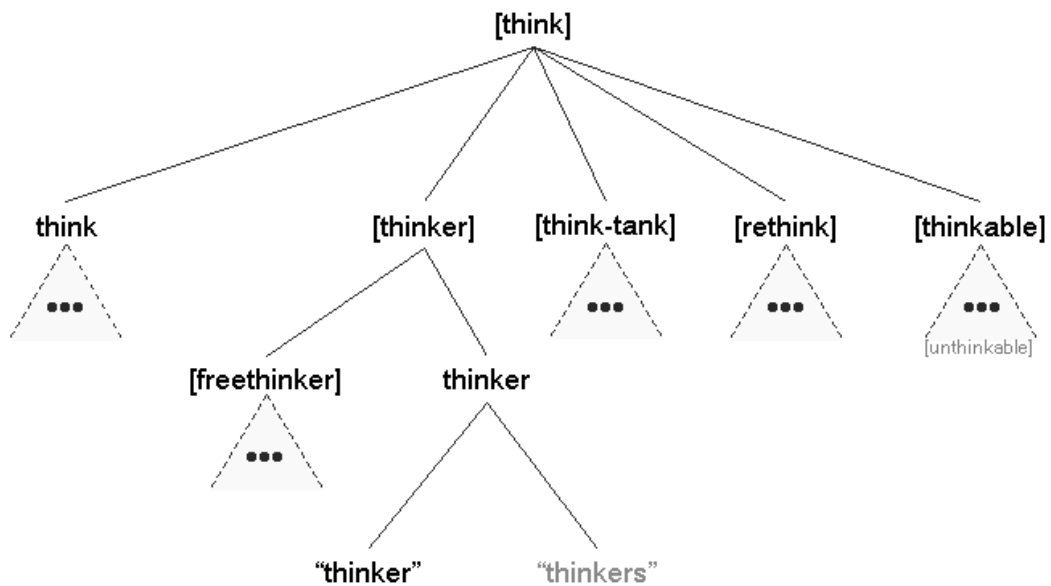 [think]
think [thinker] [think-tank] [rethink] [thinkable]
[unthinkable]
[freethinker] thinker
“thinker” “thinkers”